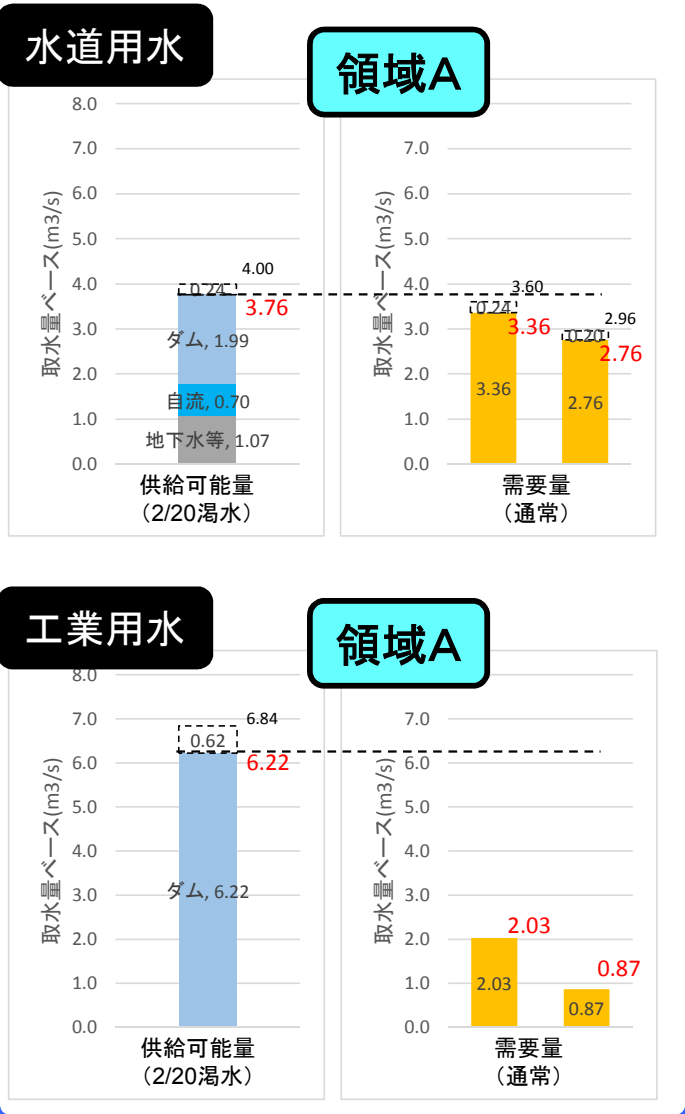 水道用水
領域A
取水量ベース(m3/s)
8.0
7.0
6.0
5.0
4.0
3.0
2.0
1.0
0.0
4.00
0.24
3.76
ダム, 1.99
自流, 0.70
地下水等, 1.07
供給可能量
（2/20渇水）
取水量ベース(m3/s)
7.0
6.0
5.0
4.0
3.0
2.0
1.0
0.0
3.60
0.24
3.36
3.36
2.96
0.20
2.76
2.76
需要量
（通常）
工業用水
領域A
取水量ベース(m3/s)
8.0
7.0
6.0
5.0
4.0
3.0
2.0
1.0
0.0
6.84
0.62
6.22
ダム, 6.22
供給可能量
（2/20渇水）
取水量ベース(m3/s)
7.0
6.0
5.0
4.0
3.0
2.0
1.0
0.0
2.03
2.03
0.87
0.87
需要量
（通常）